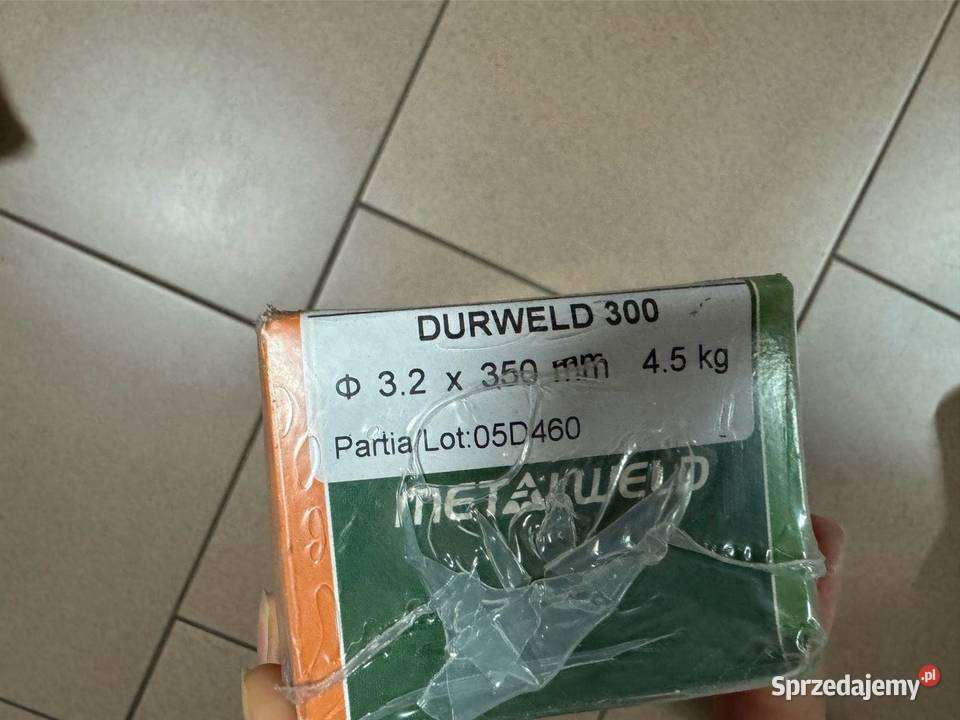 DURWELD 300
Φ 3.2 x 350 mm 4.5 kg
Partia/Lot:05D460
METALWELD
Sprzedajemy.pl